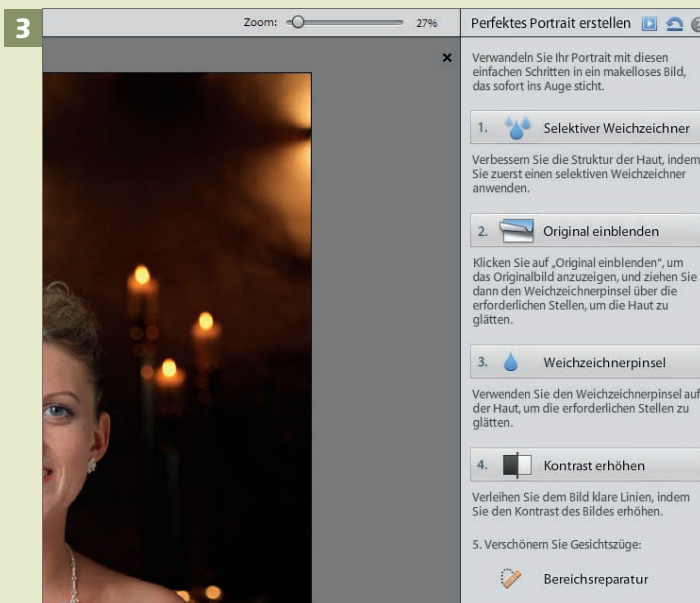 3
Zoom: 27%
Perfektes Portrait erstellen
Verwandeln Sie Ihr Portrait mit diesen
einfachen Schritten in ein makelloses Bild,
das sofort ins Auge sticht.
1. Selektiver Weichzeichner
Verbessern Sie die Struktur der Haut, indem
Sie zuerst einen selektiven Weichzeichner
anwenden.
2. Original einblenden
Klicken Sie auf „Original einblenden“, um
das Originalbild anzuzeigen, und ziehen Sie
dann den Weichzeichnerpinsel über die
erforderlichen Stellen, um die Haut zu
glätten.
3. Weichzeichnerpinsel
Verwenden Sie den Weichzeichnerpinsel auf
der Haut, um die erforderlichen Stellen zu
glätten.
4. Kontrast erhöhen
Verleihen Sie dem Bild klare Linien, indem
Sie den Kontrast des Bildes erhöhen.
5. Verschönern Sie Gesichtszüge:
Bereichsreparatur